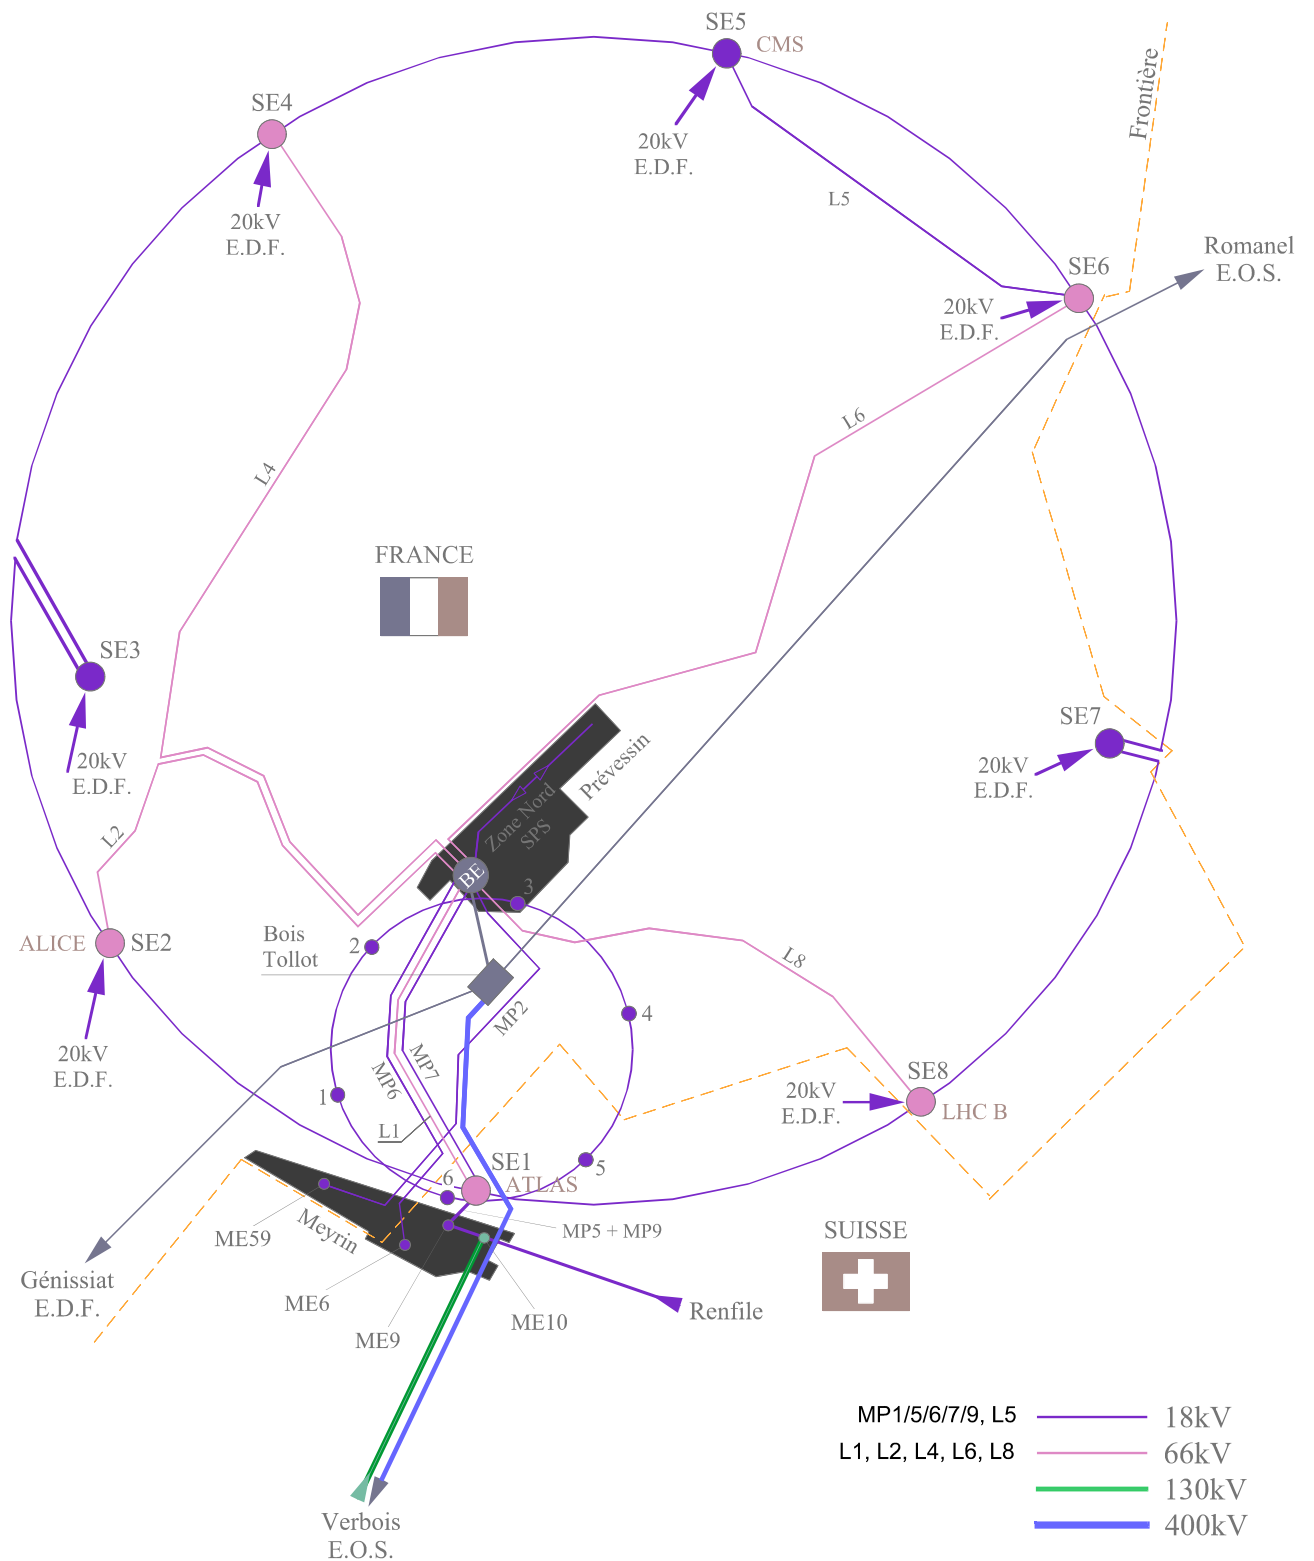 SE5
CMS
Frontière
SE4
20kV
E.D.F.
20kV
E.D.F.
L5
Romanel
E.O.S.
SE6
20kV
E.D.F.
L6
L4
FRANCE
SE3
SE7
20kV
E.D.F.
20kV
E.D.F.
Prévessin
Zone Nord
SPS
L2
BE
3
ALICE
SE2
Bois
Tollot
2
L8
4
MP2
20kV
E.D.F.
MP7
MP6
1
SE8
20kV
E.D.F.
LHC B
L1
SE1
ATLAS
5
6
Meyrin
MP5 + MP9
ME59
SUISSE
Génissiat
E.D.F.
ME6
ME9
ME10
Renfile
MP1/5/6/7/9, L5
18kV
L1, L2, L4, L6, L8
66kV
130kV
400kV
Verbois
E.O.S.